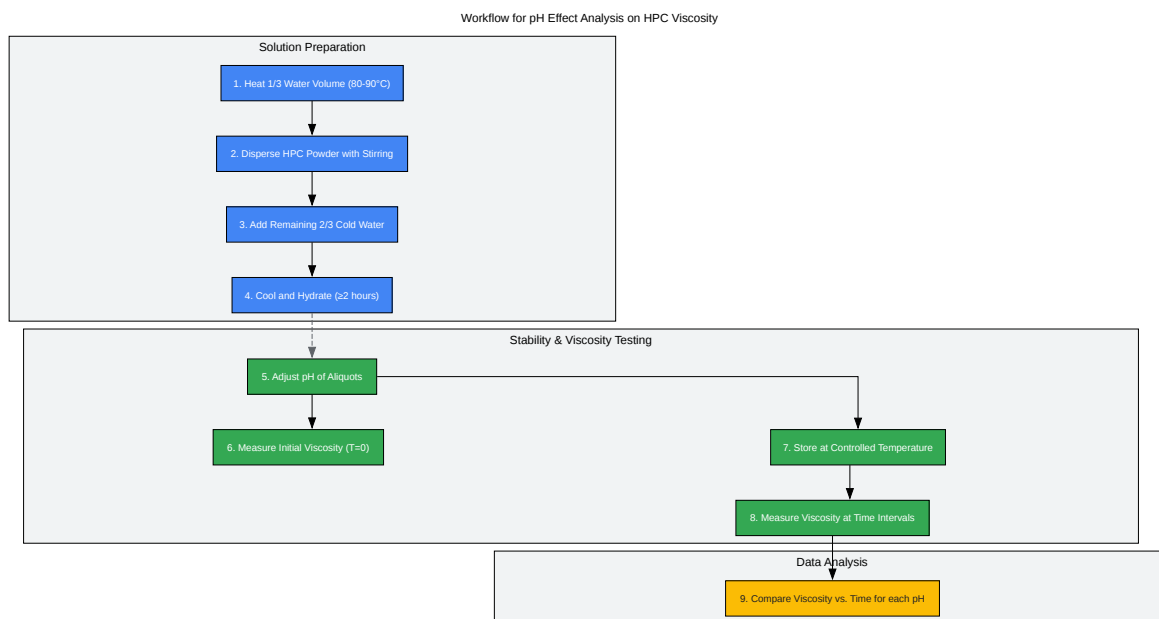 Workflow for pH Effect Analysis on HPC Viscosity
Solution Preparation
1. Heat 1/3 Water Volume (80-90°C)
2. Disperse HPC Powder with Stirring
3. Add Remaining 2/3 Cold Water
4. Cool and Hydrate (≥2 hours)
Stability & Viscosity Testing
5. Adjust pH of Aliquots
6. Measure Initial Viscosity (T=0)
7. Store at Controlled Temperature
8. Measure Viscosity at Time Intervals
Data Analysis
9. Compare Viscosity vs. Time for each pH